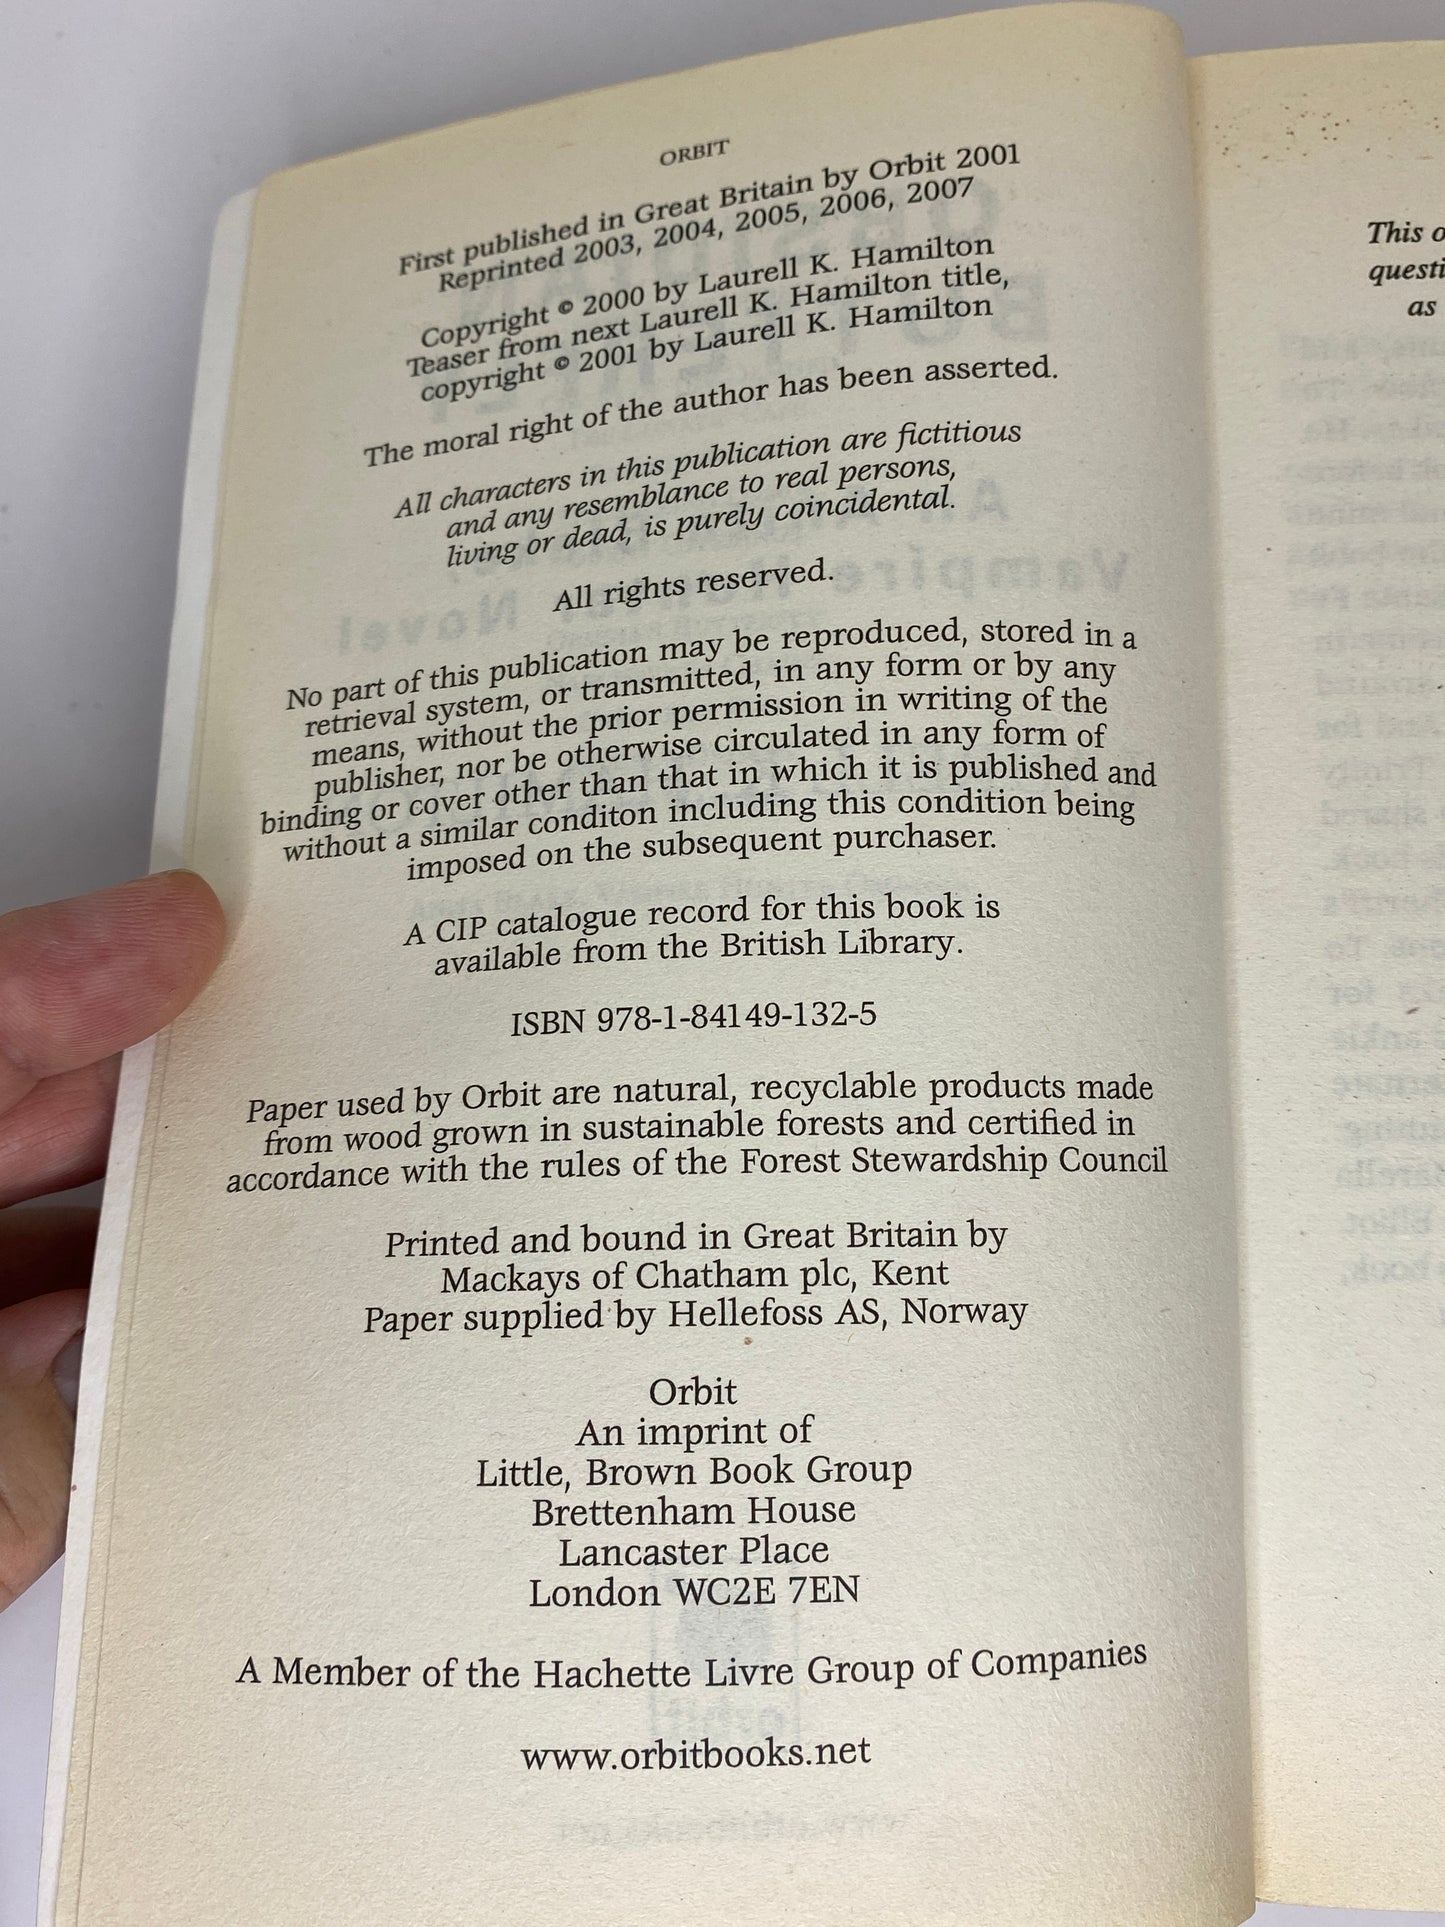 ORBIT
First published in Great Britain by Orbit 2001
Reprinted 2003, 2004, 2005, 2006, 2007
Copyright © 2000 by Laurell K. Hamilton
Teaser from next Laurell K. Hamilton title,
copyright © 2001 by Laurell K. Hamilton
The moral right of the author has been asserted.
All characters in this publication are fictitious
and any resemblance to real persons,
living or dead, is purely coincidental.
All rights reserved.
No part of this publication may be reproduced, stored in a
retrieval system, or transmitted, in any form or by any
means, without the prior permission in writing of the
publisher, nor be otherwise circulated in any form of
binding or cover other than that in which it is published and
without a similar conditon including this condition being
imposed on the subsequent purchaser.
A CIP catalogue record for this book is
available from the British Library.
ISBN 978-1-84149-132-5
Paper used by Orbit are natural, recyclable products made
from wood grown in sustainable forests and certified in
accordance with the rules of the Forest Stewardship Council
Printed and bound in Great Britain by
Mackays of Chatham plc, Kent
Paper supplied by Hellefoss AS, Norway
Orbit
An imprint of
Little, Brown Book Group
Brettenham House
Lancaster Place
London WC2E 7EN
A Member of the Hachette Livre Group of Companies
www.orbitbooks.net
This o
questi
as